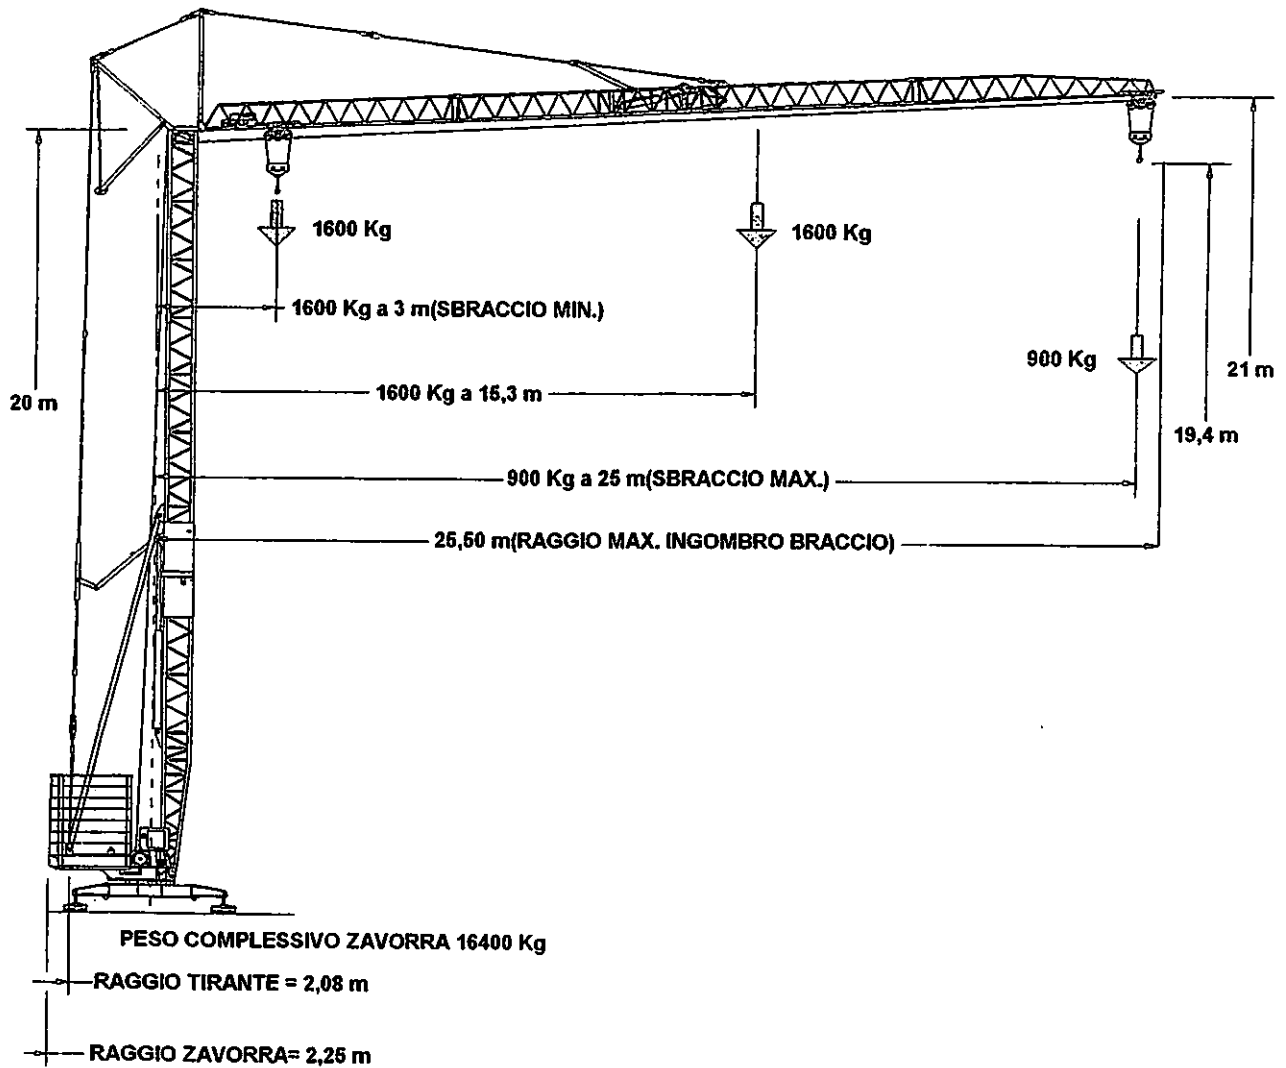 1600 Kg
1600 Kg
1600 Kg a 3 m(SBRACCIO MIN.)
900 Kg
21 m
20 m
1600 Kg a 15,3 m
19,4 m
900 Kg a 25 m(SBRACCIO MAX.)
25,50 m(RAGGIO MAX. INGOMBRO BRACCIO)
PESO COMPLESSIVO ZAVORRA 16400 Kg
RAGGIO TIRANTE = 2,08 m
RAGGIO ZAVORRA= 2,25 m